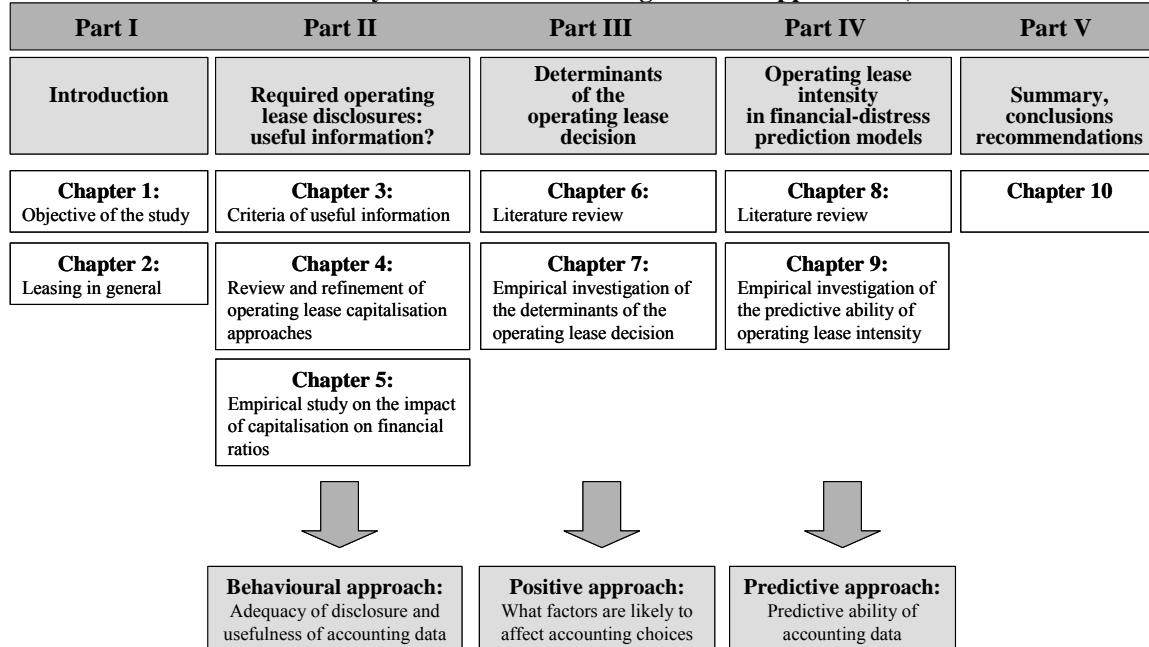 Part I
Part II
Part III
Part IV
Part V
Introduction
Required operating
lease disclosures:
useful information?
Determinants
of the
operating lease
decision
Operating lease
intensity
in financial-distress
prediction models
Summary,
conclusions
recommendations
Chapter 1:
Objective of the study
Chapter 2:
Leasing in general
Chapter 3:
Criteria of useful information
Chapter 4:
Review and refinement of
operating lease capitalisation
approaches
Chapter 5:
Empirical study on the impact
of capitalisation on financial
ratios
Chapter 6:
Literature review
Chapter 7:
Empirical investigation of
the determinants of the
operating lease decision
Chapter 8:
Literature review
Chapter 9:
Empirical investigation of
the predictive ability of
operating lease intensity
Chapter 10
Behavioural approach:
Adequacy of disclosure and
usefulness of accounting data
Positive approach:
What factors are likely to
affect accounting choices
Predictive approach:
Predictive ability of
accounting data